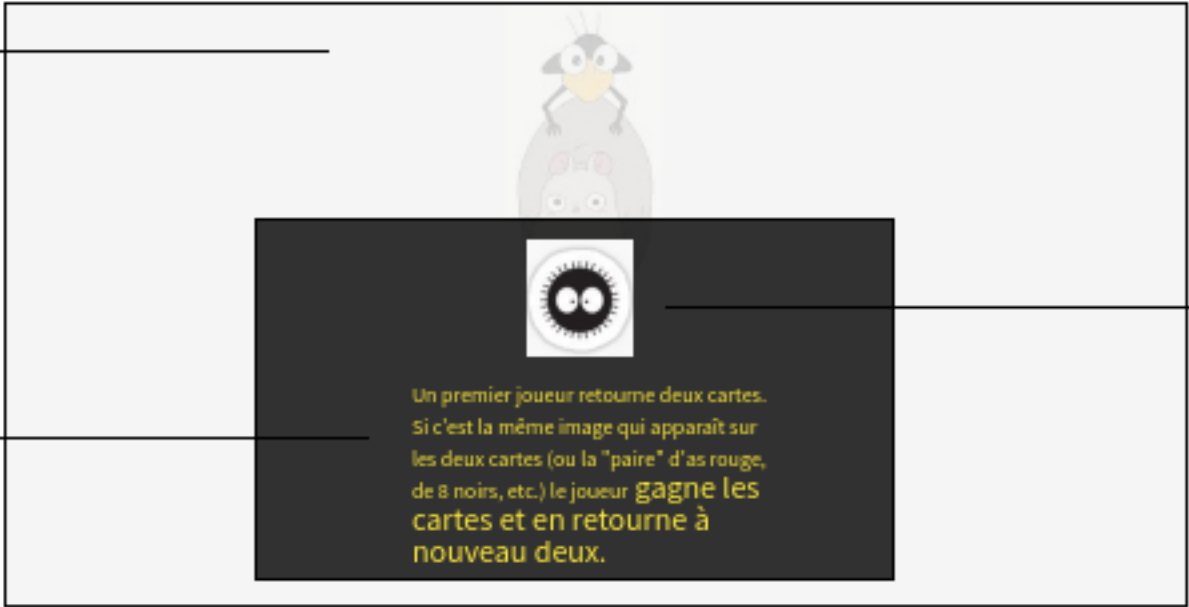 Un premier joueur retourne deux cartes.
Si c'est la même image qui apparaît sur
les deux cartes (ou la "paire" d'as rouge,
de 8 noirs, etc.) le joueur gagne les
cartes et en retourne à
nouveau deux.